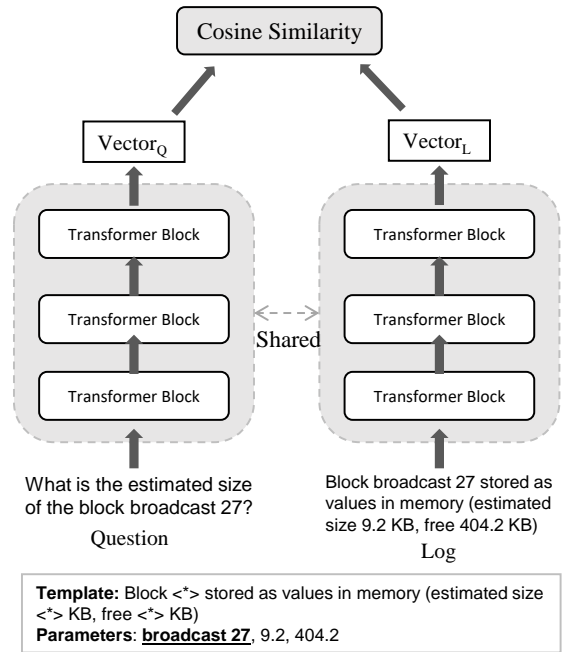 Cosine Similarity
Vector_Q
Vector_L
Transformer Block
Transformer Block
Transformer Block
Transformer Block
Transformer Block
Transformer Block
Shared
What is the estimated size
of the block broadcast 27?
Question
Block broadcast 27 stored as
values in memory (estimated
size 9.2 KB, free 404.2 KB)
Log
Template: Block <*> stored as values in memory (estimated size
<*> KB, free <*> KB)
Parameters: broadcast 27, 9.2, 404.2